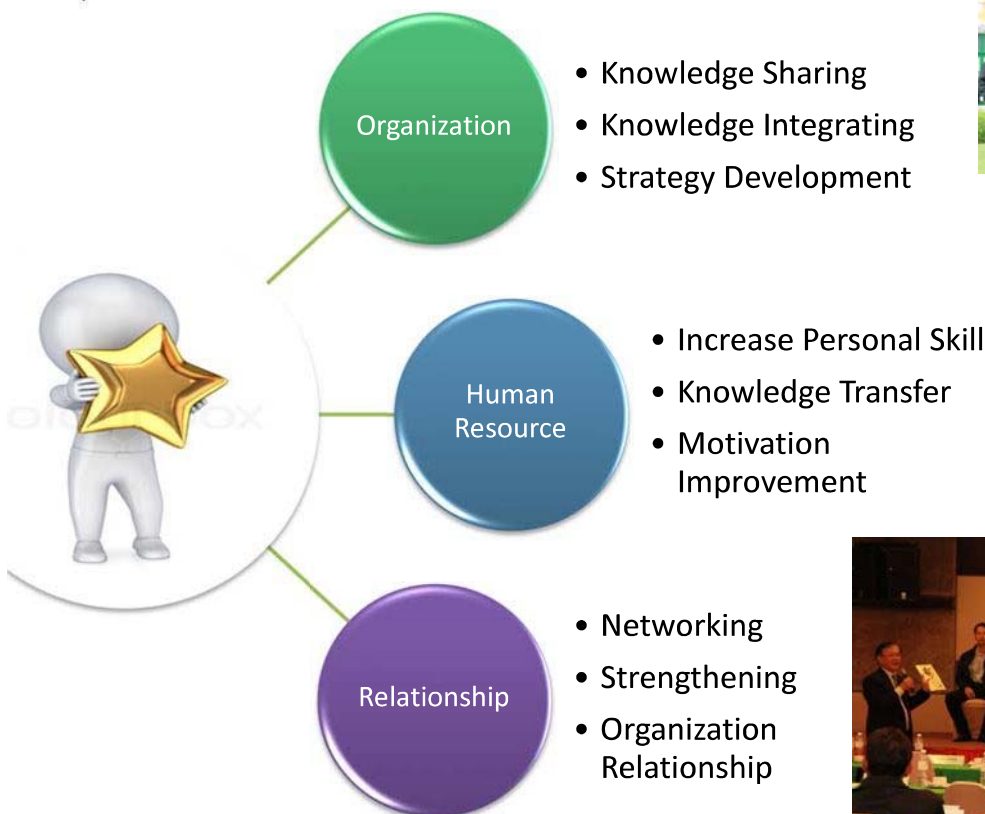 Organization
• Knowledge Sharing
• Knowledge Integrating
• Strategy Development
Human
Resource
• Increase Personal Skill
• Knowledge Transfer
• Motivation
Improvement
Relationship
• Networking
• Strengthening
• Organization
Relationship